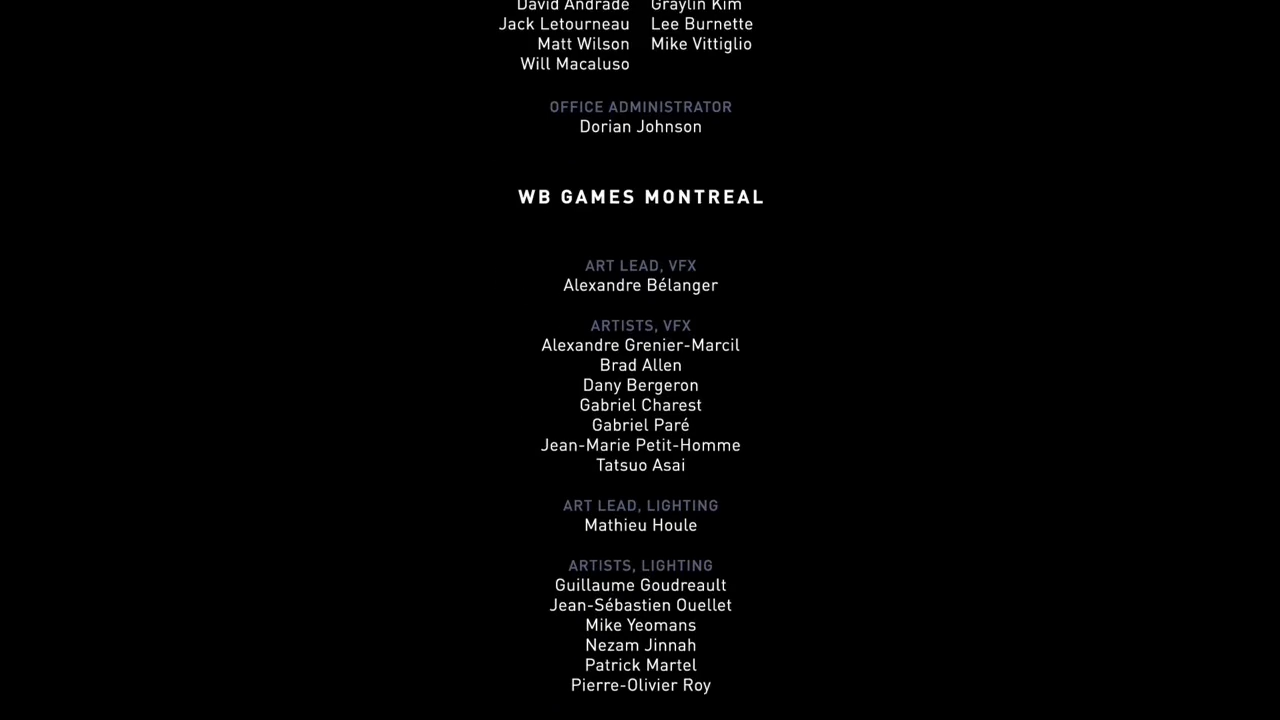 David Andrade Graylin Kim
Jack Letourneau Lee Burnette
Matt Wilson Mike Vittiglio
Will Macaluso
OFFICE ADMINISTRATOR
Dorian Johnson
WB GAMES MONTREAL
ART LEAD, VFX
Alexandre Bélanger
ARTISTS, VFX
Alexandre Grenier-Marcil
Brad Allen
Dany Bergeron
Gabriel Charest
Gabriel Paré
Jean-Marie Petit-Homme
Tatsuo Asai
ART LEAD, LIGHTING
Mathieu Houle
ARTISTS, LIGHTING
Guillaume Goudreault
Jean-Sébastien Ouellet
Mike Yeomans
Nezam Jinnah
Patrick Martel
Pierre-Olivier Roy